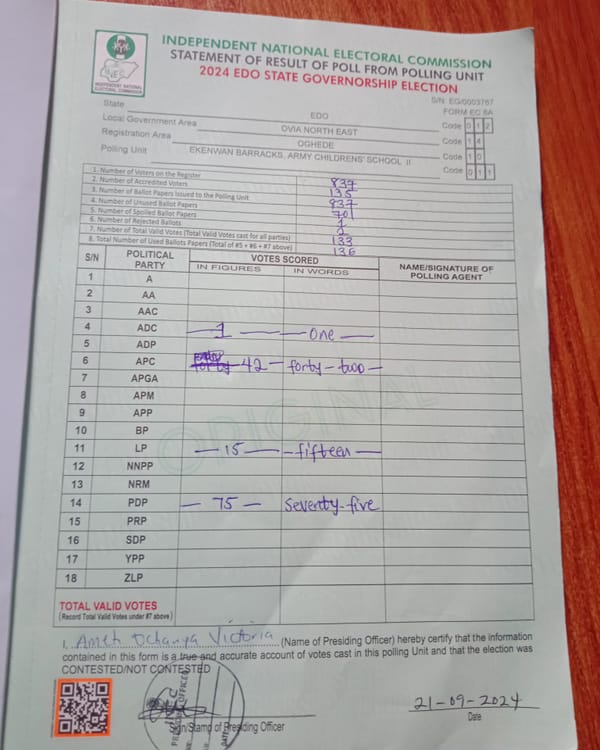 INDEPENDENT NATIONAL ELECTORAL COMMISSION
STATEMENT OF RESULT OF POLL FROM POLLING UNIT
2024 EDO STATE GOVERNORSHIP ELECTION
INEC
INDEPENDENT NATIONAL
ELECTORAL COMMISSION
S/N: EG/0003767
FORM EC 8A
State EDO
Local Government Area OVIA NORTH EAST Code 0 1 2
Registration Area OGHEDE Code 1 4
Polling Unit EKENWAN BARRACKS, ARMY CHILDRENS' SCHOOL II Code 1 0
Code 0 1 1
1. Number of Voters on the Register 837
2. Number of Accredited Voters 135
3. Number of Ballot Papers Issued to the Polling Unit 837
4. Number of Unused Ballot Papers 701
5. Number of Spoiled Ballot Papers 1
6. Number of Rejected Ballots 2
7. Number of Total Valid Votes (Total Valid Votes cast for all parties) 133
8. Total Number of Used Ballots Papers (Total of #5 + #6 + #7 above) 136
S/N POLITICAL PARTY VOTES SCORED NAME/SIGNATURE OF POLLING AGENT
IN FIGURES IN WORDS
1 A
2 AA
3 AAC
4 ADC 1 one
5 ADP
6 APC 42 forty-two
7 APGA
8 APM
9 APP
10 BP
11 LP 15 fifteen
12 NNPP
13 NRM
14 PDP 75 Seventy-five
15 PRP
16 SDP
17 YPP
18 ZLP
ORIGINAL
TOTAL VALID VOTES
(Record Total Valid Votes under #7 above)
I, Ameh Ochanya Victoria (Name of Presiding Officer) hereby certify that the information
contained in this form is a true and accurate account of votes cast in this polling Unit and that the election was
CONTESTED/NOT CONTESTED
21-09-2024
Sign/Stamp of Presiding Officer Date